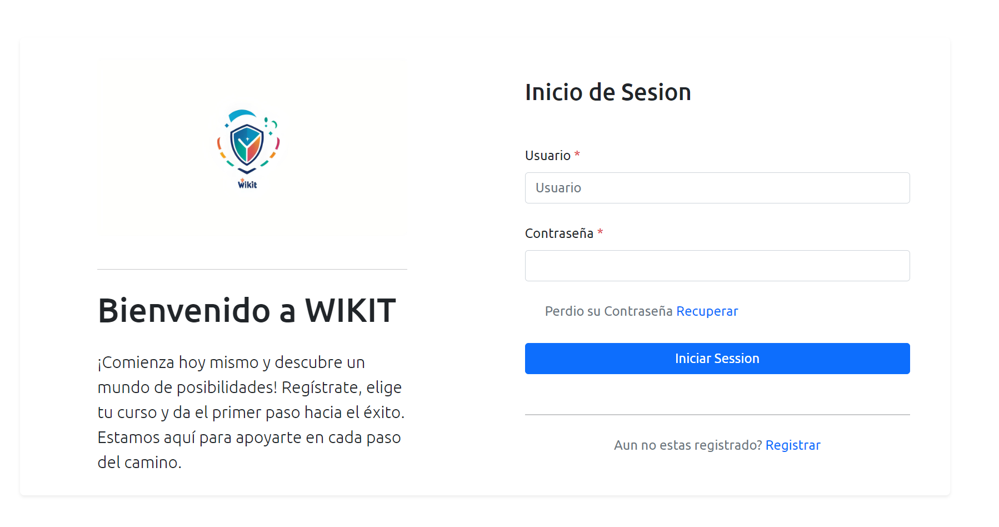 Wikit
Bienvenido a WIKIT
¡Comienza hoy mismo y descubre un
mundo de posibilidades! Regístrate, elige
tu curso y da el primer paso hacia el éxito.
Estamos aquí para apoyarte en cada paso
del camino.
Inicio de Sesion
Usuario *
Usuario
Contraseña *
Perdio su Contraseña Recuperar
Iniciar Session
Aun no estas registrado? Registrar